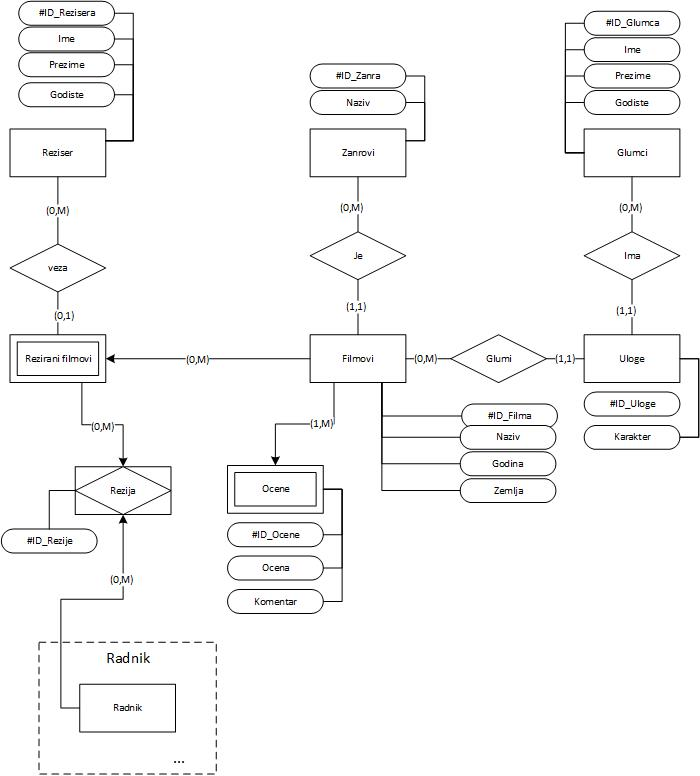 #ID_Rezisera
Ime
Prezime
Godiste
Reziser
(0,M)
veza
(0,1)
Rezirani filmovi
#ID_Zanra
Naziv
Zanrovi
(0,M)
Je
(1,1)
Filmovi
#ID_Glumca
Ime
Prezime
Godiste
Glumci
(0,M)
Ima
(1,1)
Uloge
(0,M)
(0,M)
Glumi
(1,1)
#ID_Uloge
Karakter
#ID_Filma
Naziv
Godina
Zemlja
(0,M)
Rezija
#ID_Rezije
(1,M)
Ocene
#ID_Ocene
Ocena
Komentar
(0,M)
Radnik
Radnik
...